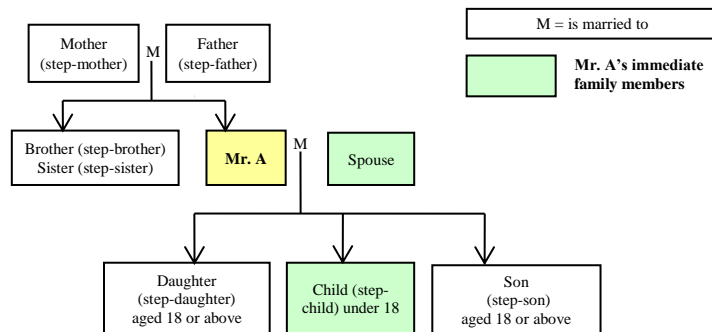 Mother
(step-mother)
M
Father
(step-father)
M = is married to
Mr. A's immediate
family members
Brother (step-brother)
Sister (step-sister)
Mr. A
M
Spouse
Daughter
(step-daughter)
aged 18 or above
Child (step-
child) under 18
Son
(step-son)
aged 18 or above